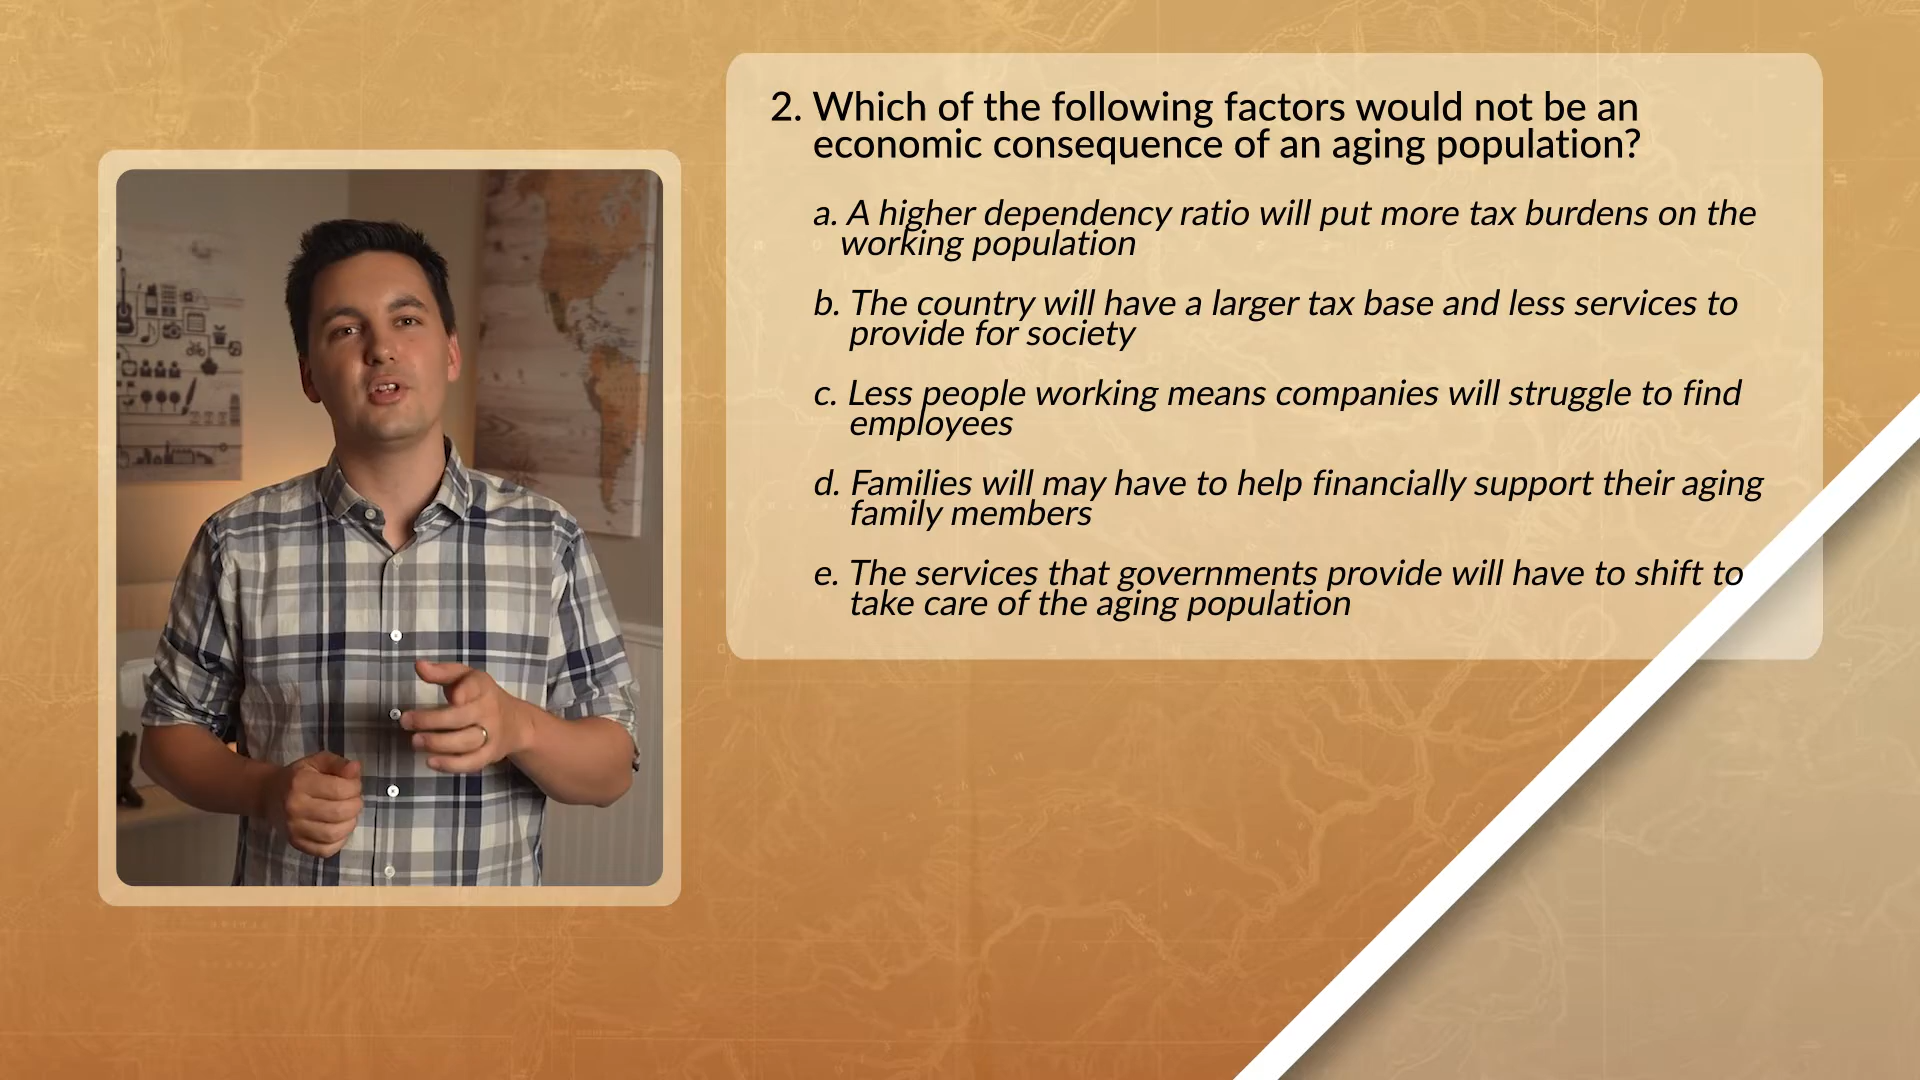 2. Which of the following factors would not be an
economic consequence of an aging population?
a. A higher dependency ratio will put more tax burdens on the
working population
b. The country will have a larger tax base and less services to
provide for society
c. Less people working means companies will struggle to find
employees
d. Families will may have to help financially support their aging
family members
e. The services that governments provide will have to shift to
take care of the aging population